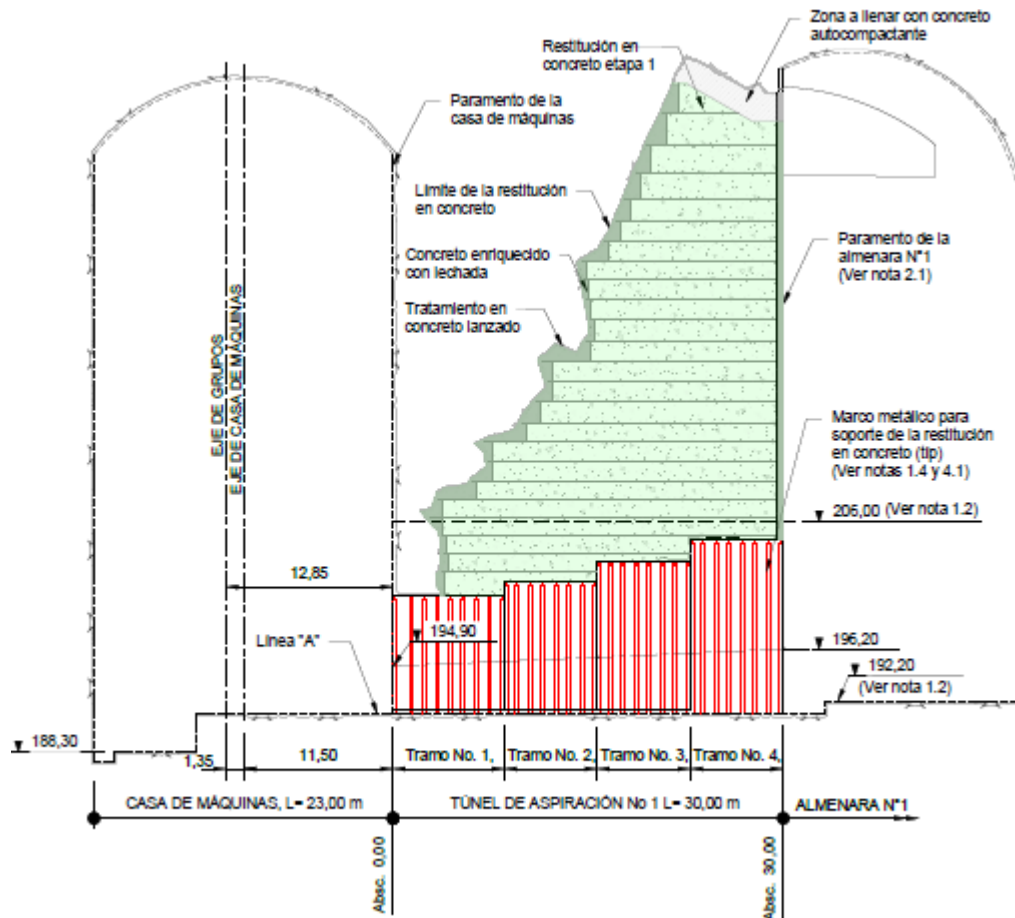 Zona a llenar con concreto
autocompactante
Restitución en
concreto etapa 1
Paramento de la
casa de máquinas
Límite de la restitución
en concreto
Concreto enriquecido
con lechada
Tratamiento en
concreto lanzado
Paramento de la
almenara N°1
(Ver nota 2.1)
Marco metálico para
soporte de la restitución
en concreto (tip)
(Ver notas 1.4 y 4.1)
EJE DE GRUPOS
EJE DE CASA DE MÁQUINAS
206,00 (Ver nota 1.2)
12,85
194,90
Línea "A"
196,20
192,20
(Ver nota 1.2)
188,30
1,35
11,50
Tramo No. 1,
Tramo No. 2,
Tramo No. 3,
Tramo No. 4,
CASA DE MÁQUINAS, L= 23,00 m
TÚNEL DE ASPIRACIÓN No 1 L= 30,00 m
ALMENARA N°1
Absc. 0,00
Absc. 30,00